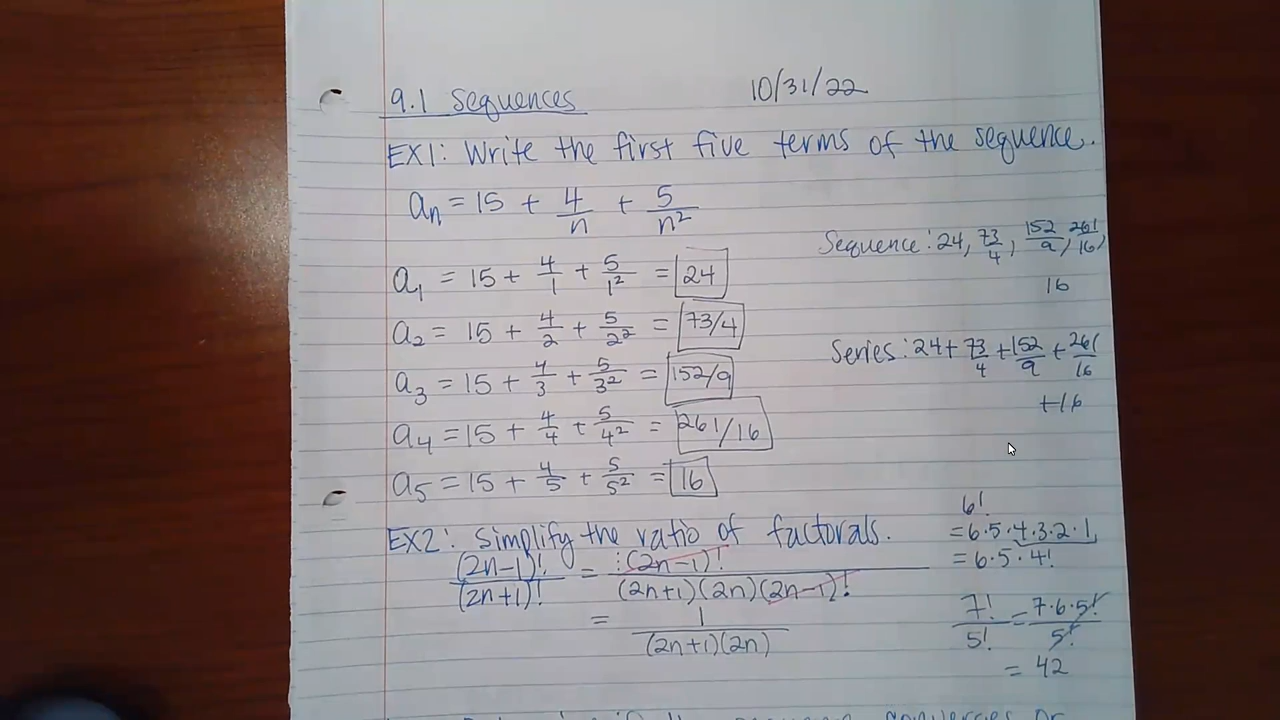 9.1 Sequences 10/31/22
EX1: Write the first five terms of the sequence.
an = 15 + 4/n + 5/n²
a1 = 15 + 4/1 + 5/1² = 24
a2 = 15 + 4/2 + 5/2² = 73/4
a3 = 15 + 4/3 + 5/3² = 152/9
a4 = 15 + 4/4 + 5/4² = 261/16
a5 = 15 + 4/5 + 5/5² = 16
Sequence: 24, 73/4, 152/9, 261/16,
16
Series: 24 + 73/4 + 152/9 + 261/16
+16
EX2: Simplify the ratio of factorals.
(2n-1)!/(2n+1)! = (2n-1)!/(2n+1)(2n)(2n-1)!
= 1/(2n+1)(2n)
6!
= 6·5·4·3·2·1
= 6·5·4!
7!/5! = 7·6·5!/5!
= 42